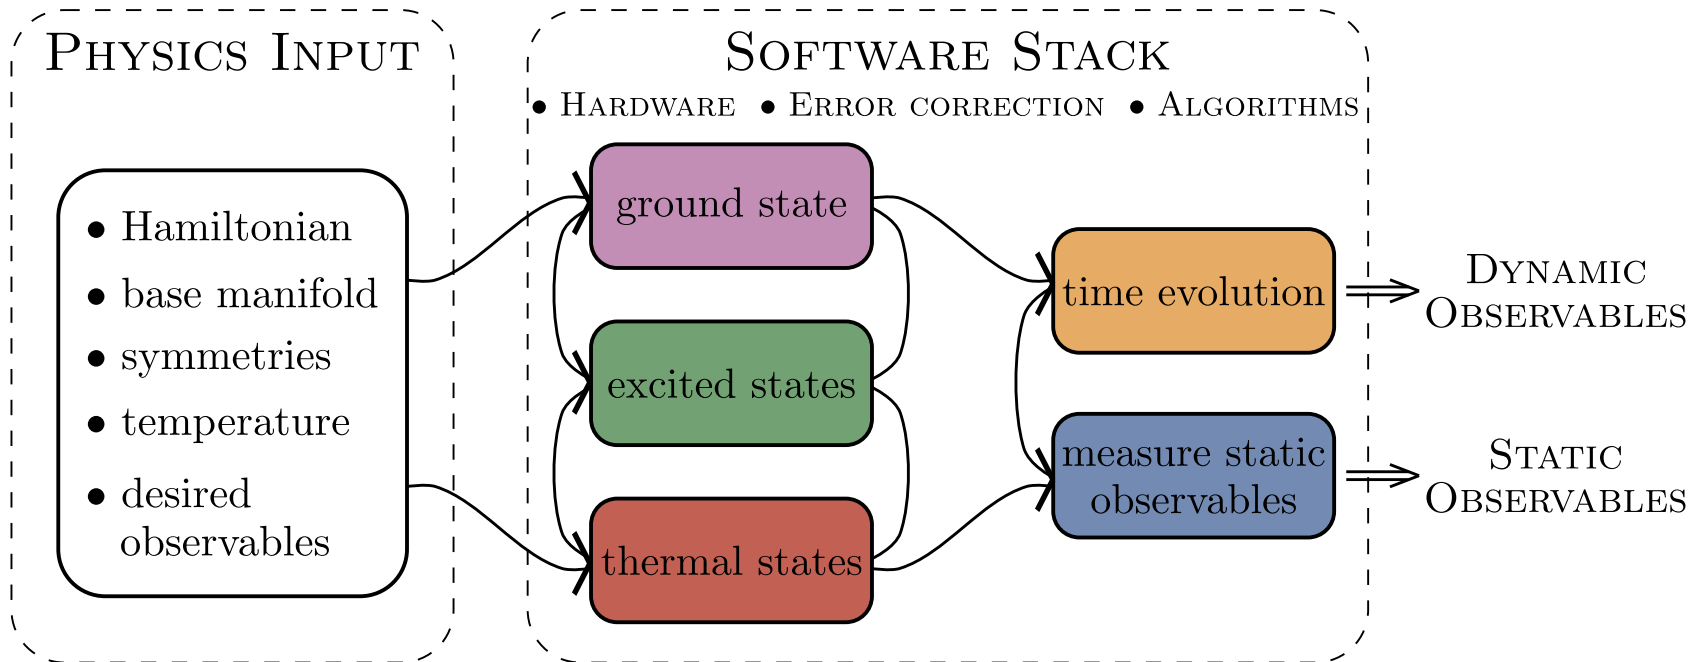 Physics Input
• Hamiltonian
• base manifold
• symmetries
• temperature
• desired
observables
Software Stack
• Hardware • Error correction • Algorithms
ground state
excited states
thermal states
time evolution
measure static
observables
Dynamic
Observables
Static
Observables